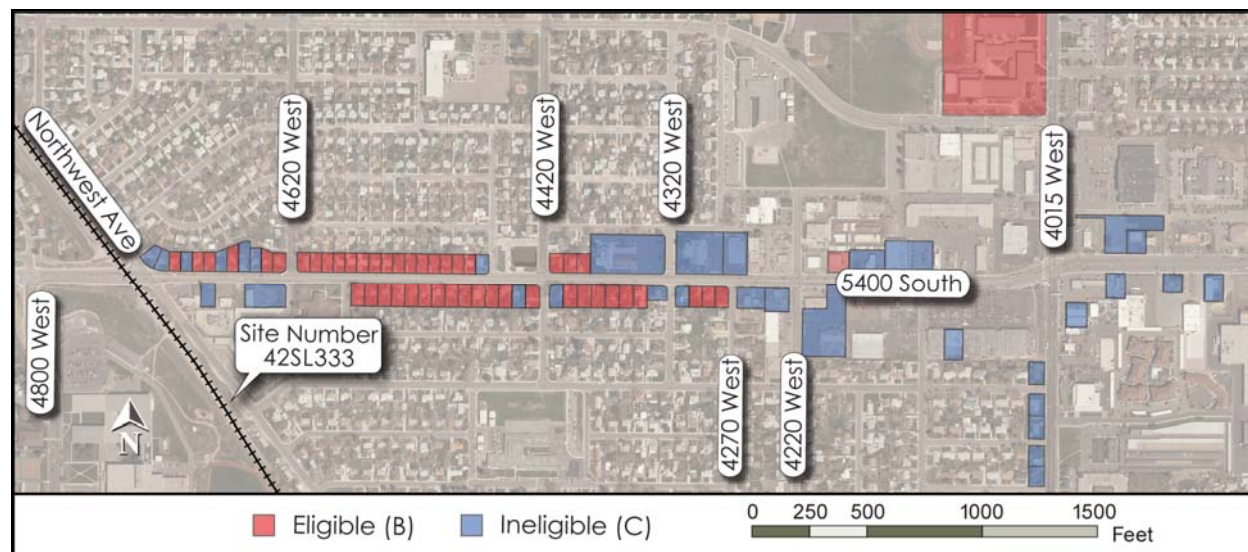 Northwest Ave
4620 West
4420 West
4320 West
4015 West
5400 South
Site Number
42SL333
4800 West
4270 West
4220 West
N
Eligible (B)
Ineligible (C)
0 250 500 1000 1500
Feet